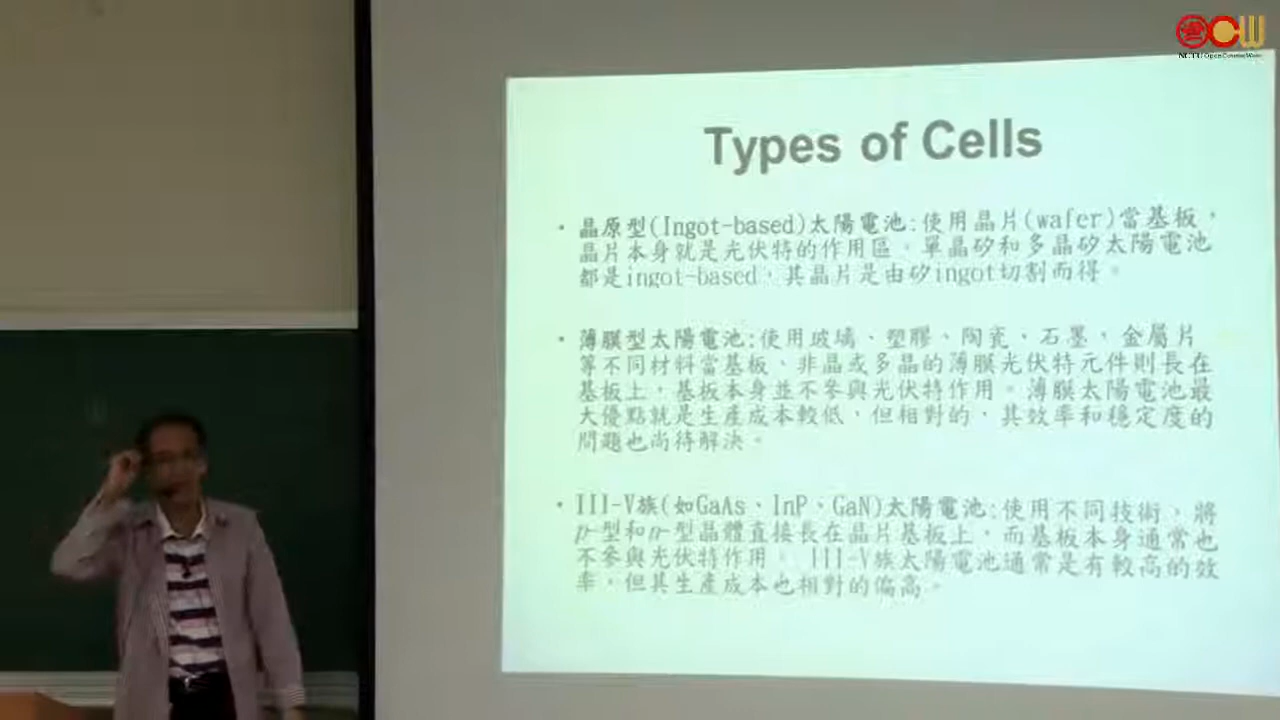 NCTU OpenCourseWare
Types of Cells
• 晶原型(Ingot-based)太陽電池:使用晶片(wafer)當基板,
晶片本身就是光伏特的作用區。單晶矽和多晶矽太陽電池
都是ingot-based,其晶片是由矽ingot切割而得。
• 薄膜型太陽電池:使用玻璃、塑膠、陶瓷、石墨,金屬片
等不同材料當基板、非晶或多晶的薄膜光伏特元件則長在
基板上,基板本身並不參與光伏特作用。薄膜太陽電池最
大優點就是生產成本較低,但相對的,其效率和穩定度的
問題也尚待解決。
• III-V族(如GaAs、InP、GaN)太陽電池:使用不同技術,將
p-型和n-型晶體直接長在晶片基板上,而基板本身通常也
不參與光伏特作用。 III-V族太陽電池通常是有較高的效
率,但其生產成本也相對的偏高。